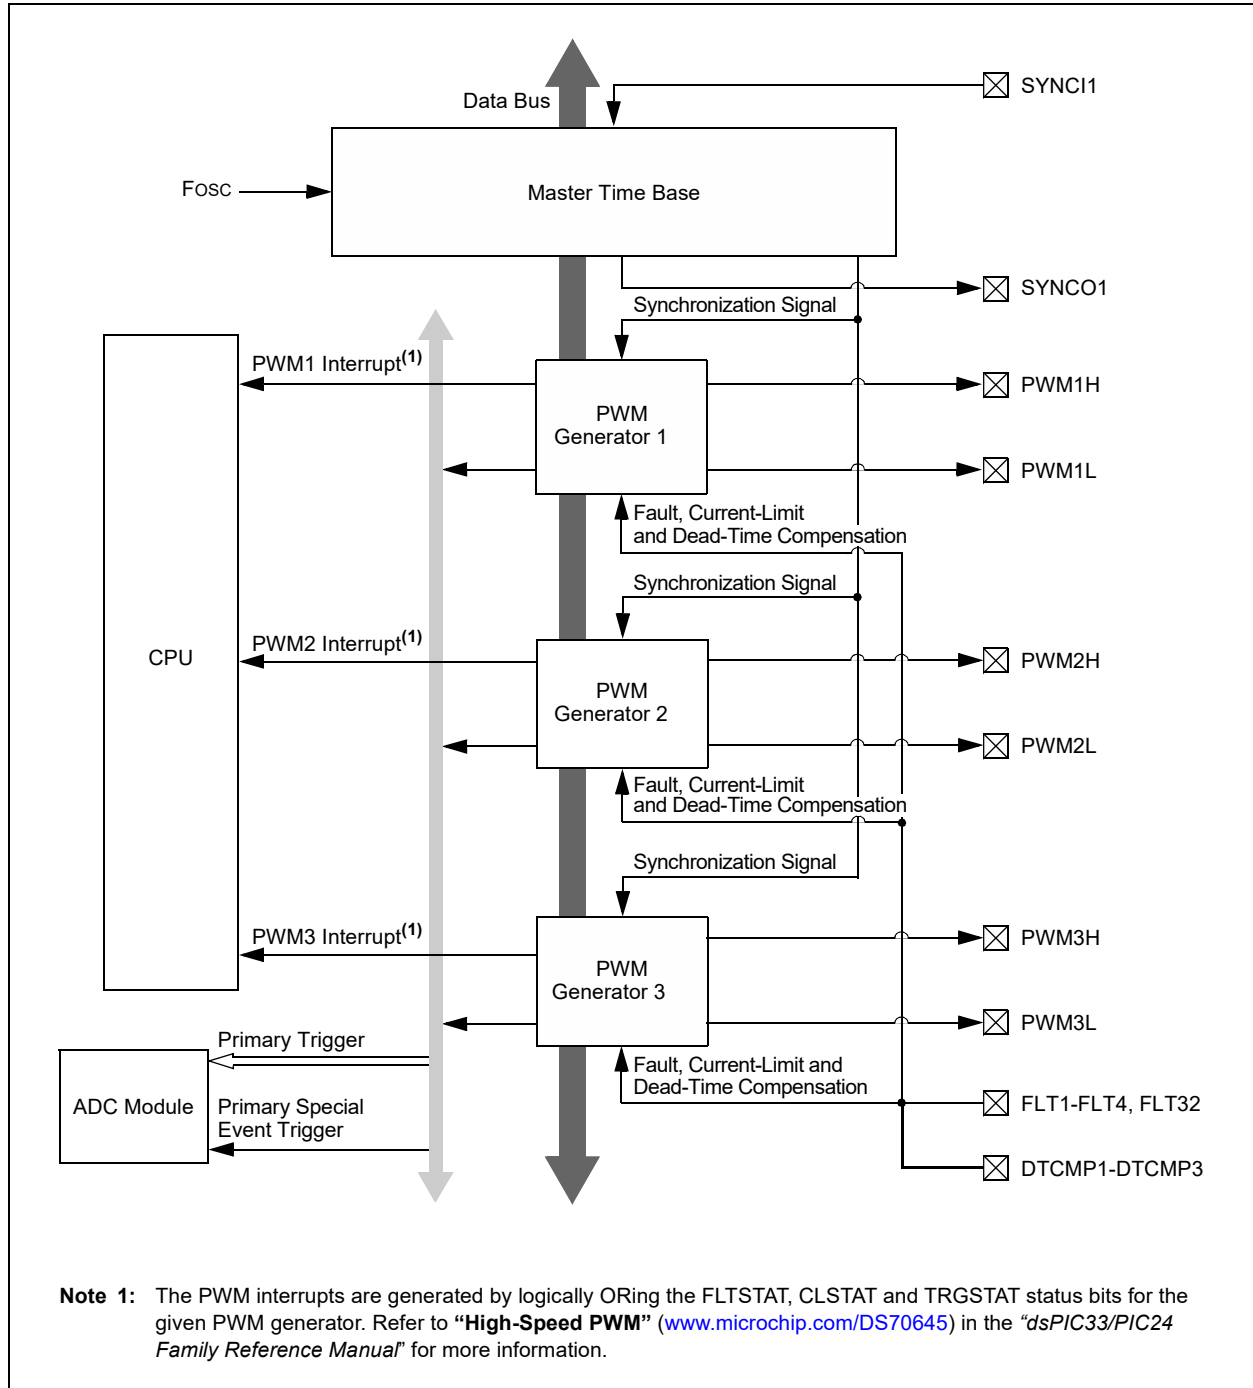 SYNCI1
Data Bus
FOSC
Master Time Base
SYNCO1
Synchronization Signal
PWM1 Interrupt(1)
PWM1H
PWM
Generator 1
PWM1L
Fault, Current-Limit
and Dead-Time Compensation
Synchronization Signal
CPU
PWM2 Interrupt(1)
PWM2H
PWM
Generator 2
PWM2L
Fault, Current-Limit
and Dead-Time Compensation
Synchronization Signal
PWM3 Interrupt(1)
PWM3H
PWM
Generator 3
PWM3L
Primary Trigger
Fault, Current-Limit and
Dead-Time Compensation
ADC Module
Primary Special
Event Trigger
FLT1-FLT4, FLT32
DTCMP1-DTCMP3
Note 1: The PWM interrupts are generated by logically ORing the FLTSTAT, CLSTAT and TRGSTAT status bits for the
given PWM generator. Refer to “High-Speed PWM” (www.microchip.com/DS70645) in the “dsPIC33/PIC24
Family Reference Manual” for more information.